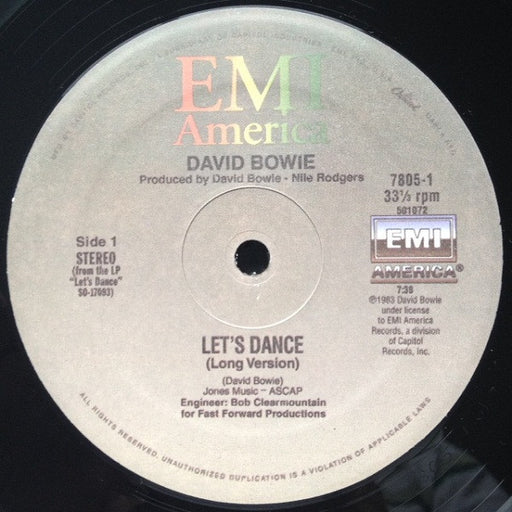 EMI
America
DAVID BOWIE
Produced by David Bowie - Nile Rodgers
7805-1
33⅓ rpm
501072
Side 1
STEREO
(from the LP
"Let's Dance"
SO-17093)
EMI
AMERICA®
7:38
℗1983 David Bowie
under license
to EMI America
Records, a division
of Capitol
Records, Inc.
LET'S DANCE
(Long Version)
(David Bowie)
Jones Music – ASCAP
Engineer: Bob Clearmountain
for Fast Forward Productions
ALL RIGHTS RESERVED. UNAUTHORIZED DUPLICATION IS A VIOLATION OF APPLICABLE LAWS